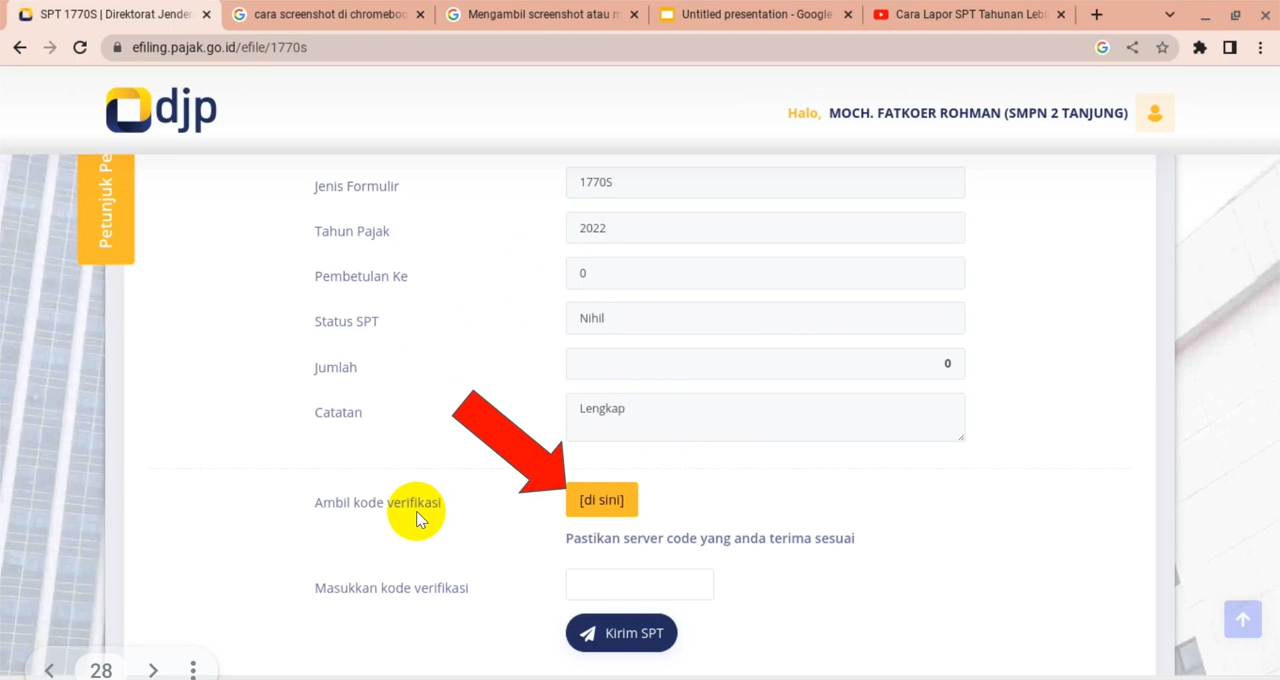 SPT 1770S | Direktorat Jender
cara screenshot di chromeboo
Mengambil screenshot atau m
Untitled presentation - Google
Cara Lapor SPT Tahunan Lebi
efiling.pajak.go.id/efile/1770s
djp
Halo, MOCH. FATKOER ROHMAN (SMPN 2 TANJUNG)
Petunjuk Pe
Jenis Formulir 1770S
Tahun Pajak 2022
Pembetulan Ke 0
Status SPT Nihil
Jumlah 0
Catatan Lengkap
Ambil kode verifikasi [di sini]
Pastikan server code yang anda terima sesuai
Masukkan kode verifikasi
Kirim SPT
28